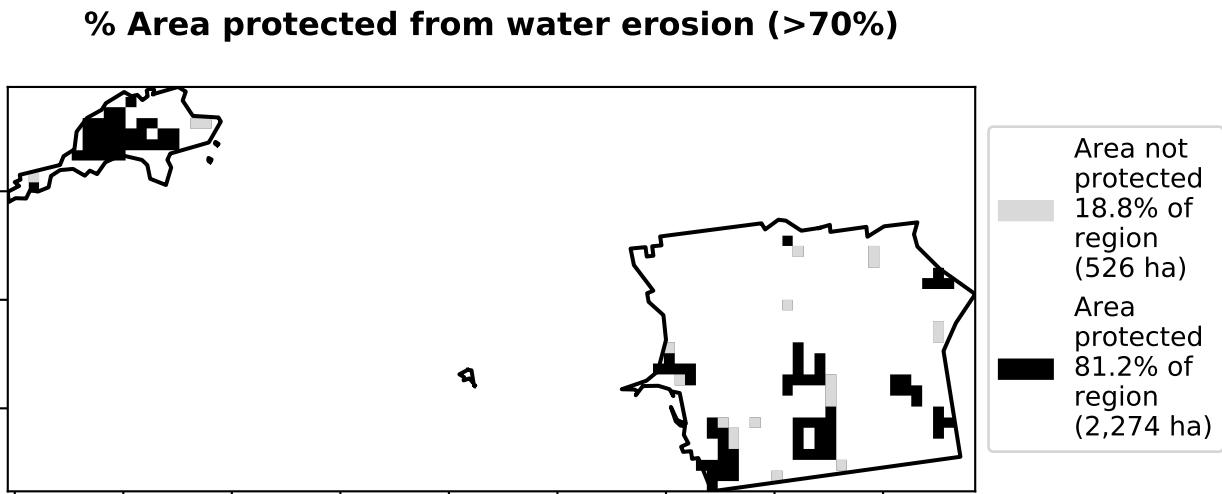 % Area protected from water erosion (>70%)
Area not
protected
18.8% of
region
(526 ha)
Area
protected
81.2% of
region
(2,274 ha)